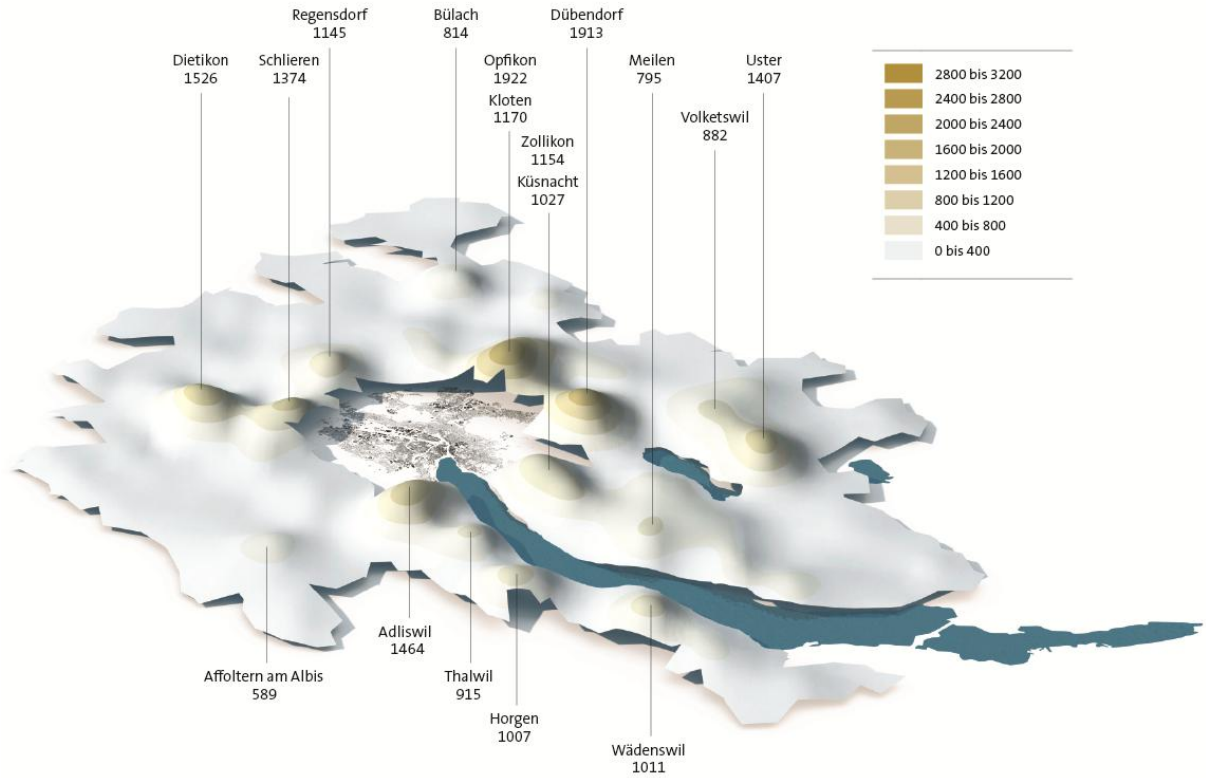 Regensdorf
1145
Bülach
814
Dübendorf
1913
Dietikon
1526
Schlieren
1374
Opfikon
1922
Kloten
1170
Zollikon
1154
Küsnacht
1027
Meilen
795
Uster
1407
Volketswil
882
2800 bis 3200
2400 bis 2800
2000 bis 2400
1600 bis 2000
1200 bis 1600
800 bis 1200
400 bis 800
0 bis 400
Adliswil
1464
Affoltern am Albis
589
Thalwil
915
Horgen
1007
Wädenswil
1011